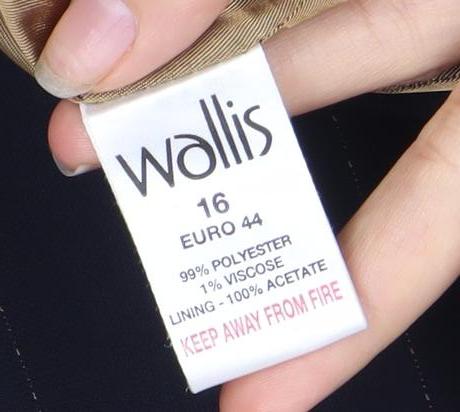 wallis
16
EURO 44
99% POLYESTER
1% VISCOSE
LINING - 100% ACETATE
KEEP AWAY FROM FIRE